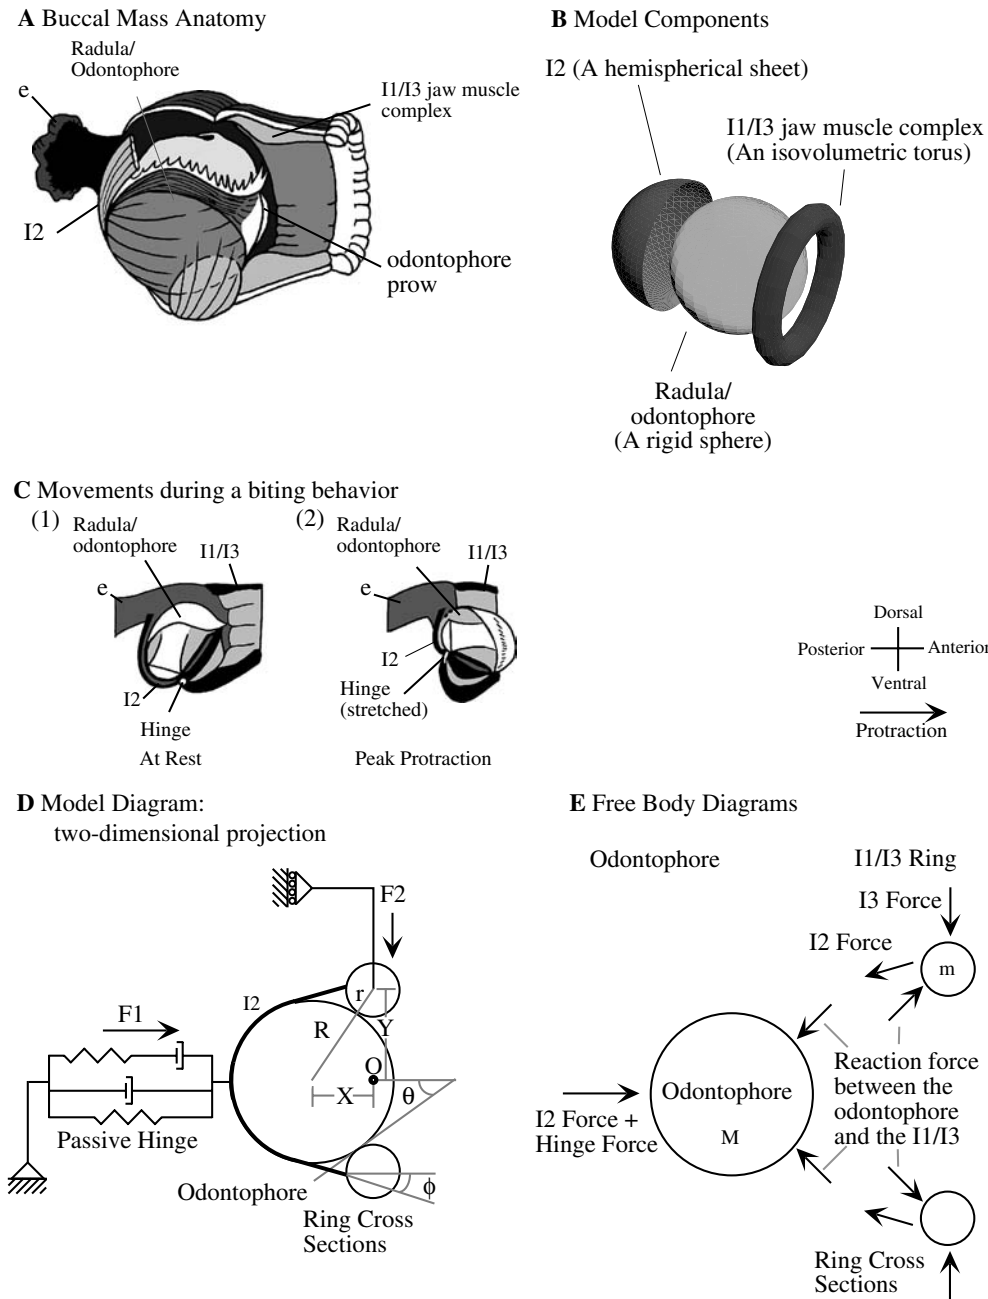 A Buccal Mass Anatomy
Radula/
Odontophore
e
I1/I3 jaw muscle
complex
I2
odontophore
prow
B Model Components
I2 (A hemispherical sheet)
I1/I3 jaw muscle complex
(An isovolumetric torus)
Radula/
odontophore
(A rigid sphere)
C Movements during a biting behavior
(1)
Radula/
odontophore
I1/I3
e
I2
Hinge
At Rest
(2)
Radula/
odontophore
I1/I3
e
I2
Hinge
(stretched)
Peak Protraction
Dorsal
Posterior
Anterior
Ventral
Protraction
D Model Diagram:
two-dimensional projection
F2
I2
r
F1
R
Y
O
X
θ
Passive Hinge
Odontophore
ϕ
Ring Cross
Sections
E Free Body Diagrams
Odontophore
I1/I3 Ring
I3 Force
I2 Force
m
Odontophore
M
I2 Force +
Hinge Force
Reaction force
between the
odontophore
and the I1/I3
Ring Cross
Sections